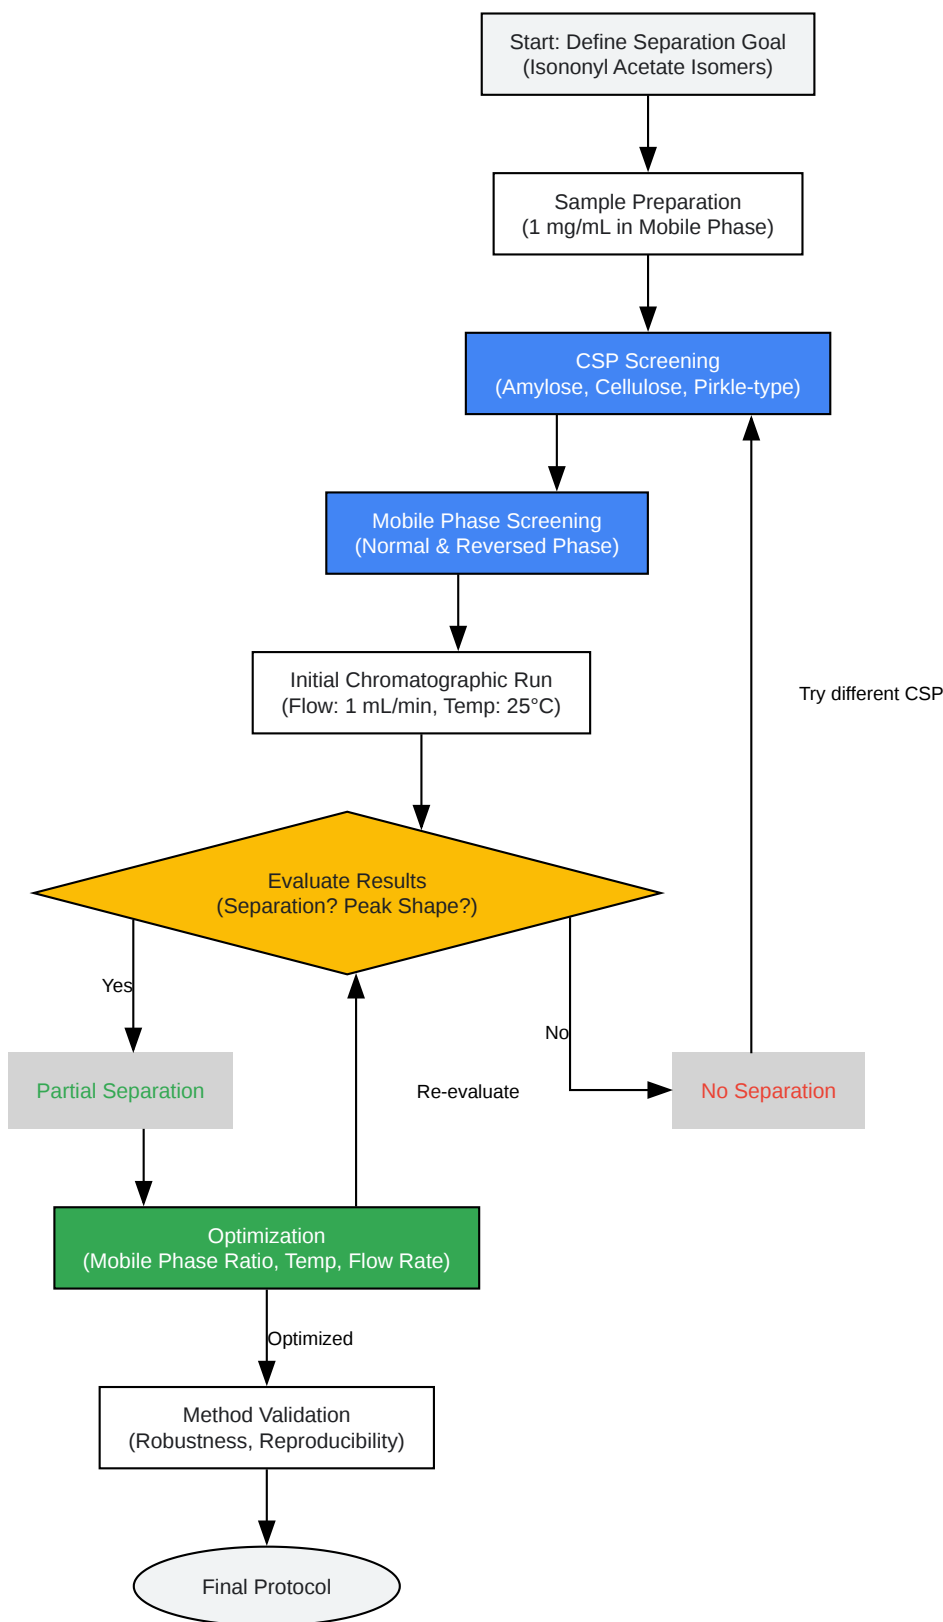 Start: Define Separation Goal
(Isononyl Acetate Isomers)
Sample Preparation
(1 mg/mL in Mobile Phase)
CSP Screening
(Amylose, Cellulose, Pirkle-type)
Mobile Phase Screening
(Normal & Reversed Phase)
Initial Chromatographic Run
(Flow: 1 mL/min, Temp: 25°C)
Try different CSP
Evaluate Results
(Separation? Peak Shape?)
Yes
No
Partial Separation
Re-evaluate
No Separation
Optimization
(Mobile Phase Ratio, Temp, Flow Rate)
Optimized
Method Validation
(Robustness, Reproducibility)
Final Protocol